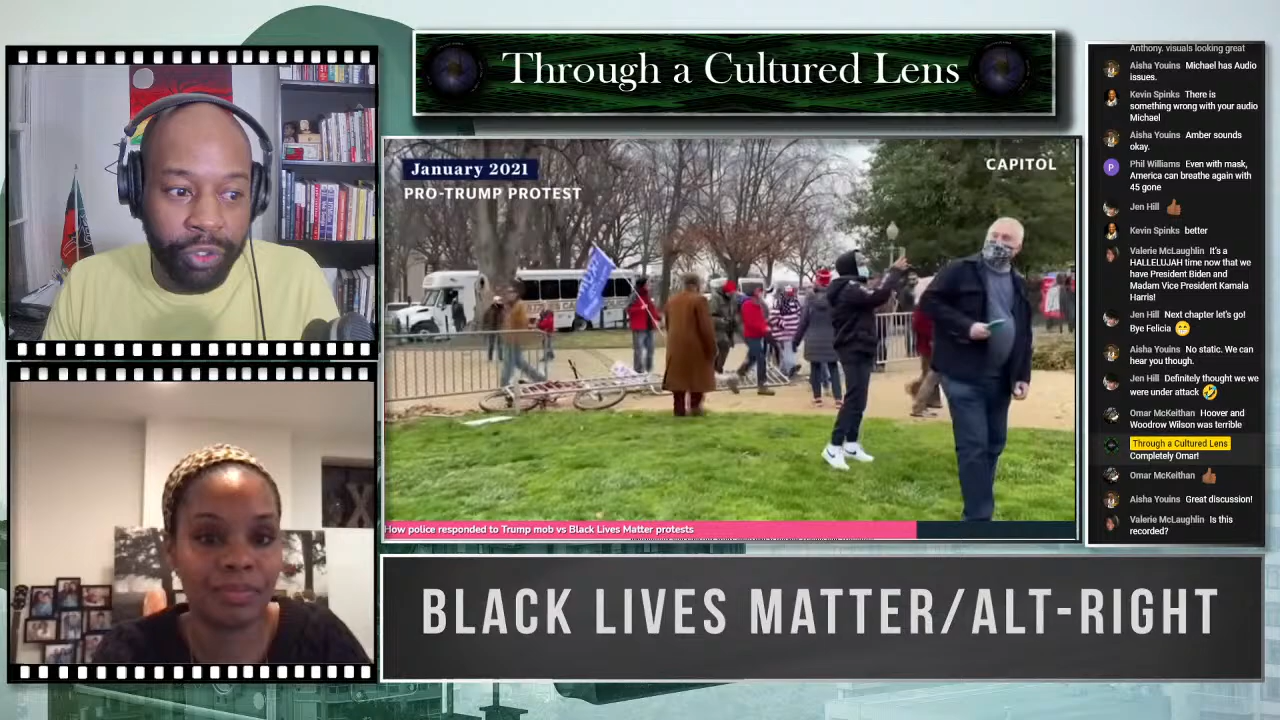 Through a Cultured Lens
January 2021
PRO-TRUMP PROTEST
CAPITOL
How police responded to Trump mob vs Black Lives Matter protests
BLACK LIVES MATTER/ALT-RIGHT
Anthony. visuals looking great
Aisha Youins Michael has Audio
issues.
Kevin Spinks There is
something wrong with your audio
Michael
Aisha Youins Amber sounds
okay.
P
Phil Williams Even with mask,
America can breathe again with
45 gone
Jen Hill 👍🏾
Kevin Spinks better
Valerie McLaughlin It's a
HALLELUJAH time now that we
have President Biden and
Madam Vice President Kamala
Harris!
Jen Hill Next chapter let's go!
Bye Felicia 😁
Aisha Youins No static. We can
hear you though.
Jen Hill Definitely thought we we
were under attack 🤣
Omar McKeithan Hoover and
Woodrow Wilson was terrible
Through a Cultured Lens
Completely Omar!
Omar McKeithan 👍🏾
Aisha Youins Great discussion!
Valerie McLaughlin Is this
recorded?